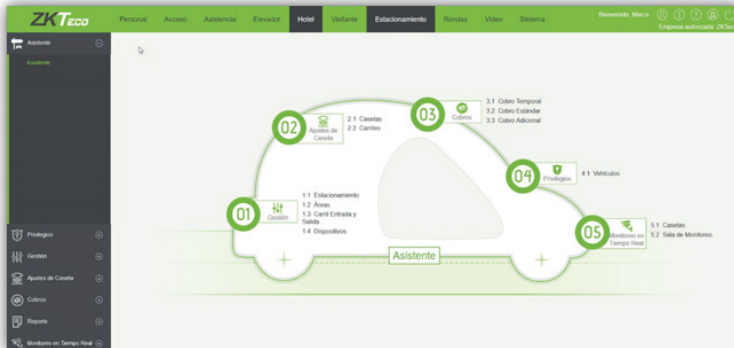 ZKTeco
Personal Acceso Asistencia Elevador Hotel Visitante Estacionamiento Rondas Video Sistema
Bienvenido, Marco
Empresa autorizada: ZKTec
Asistente
Asistente
Privilegios
Gestión
Ajustes de Caseta
Cobros
Reporte
Monitoreo en Tiempo Real
01
Gestión
1.1 Estacionamiento
1.2 Áreas
1.3 Carril Entrada y
Salida
1.4 Dispositivos
02
Ajustes de
Caseta
2.1 Casetas
2.2 Carriles
03
Cobros
3.1 Cobro Temporal
3.2 Cobro Estándar
3.3 Cobro Adicional
04
Privilegios
4.1 Vehículos
05
Monitoreo en
Tiempo Real
5.1 Casetas
5.2 Sala de Monitoreo
Asistente